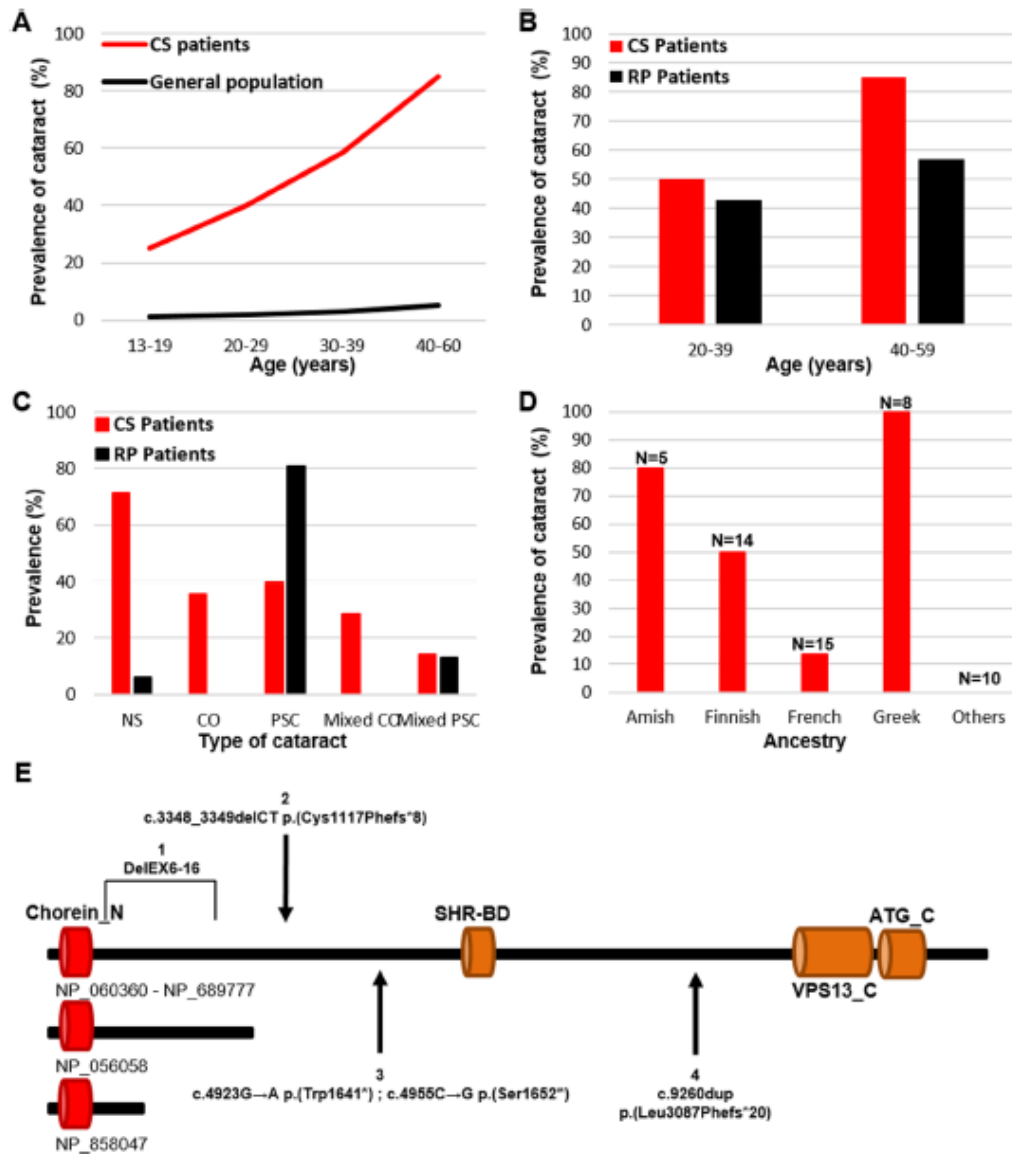 A
CS patients
General population
Prevalence of cataract (%)
100
80
60
40
20
0
13-19 20-29 30-39 40-60
Age (years)
B
CS Patients
RP Patients
Prevalence of cataract (%)
100
90
80
70
60
50
40
30
20
10
0
20-39 40-59
Age (years)
C
CS Patients
RP Patients
Prevalence (%)
100
80
60
40
20
0
NS CO PSC Mixed CO Mixed PSC
Type of cataract
D
Prevalence of cataract (%)
100
90
80
70
60
50
40
30
20
10
0
N=5
N=14
N=15
N=8
N=10
Amish Finnish French Greek Others
Ancestry
E
2
c.3348_3349delCT p.(Cys1117Phefs*8)
1
DelEX6-16
Chorein_N
SHR-BD
ATG_C
VPS13_C
NP_060360 - NP_689777
NP_056058
NP_858047
3
c.4923G→A p.(Trp1641*) ; c.4955C→G p.(Ser1652*)
4
c.9260dup
p.(Leu3087Phefs*20)